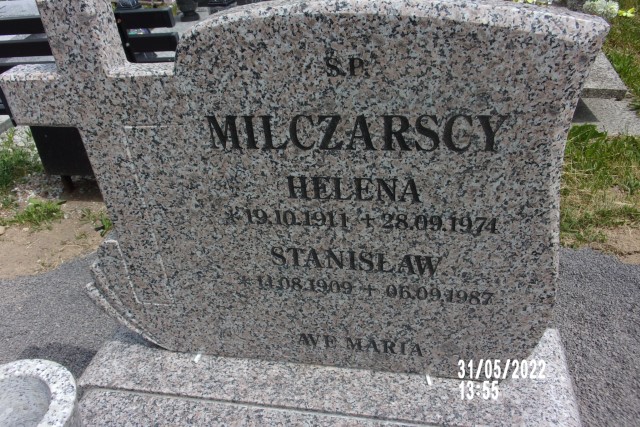 Ś.P.
MILCZARSCY
HELENA
* 19.10.1911 + 28.09.1974
STANISŁAW
* 11.08.1909 + 06.09.1987
AVE MARIA
31/05/2022
13:55